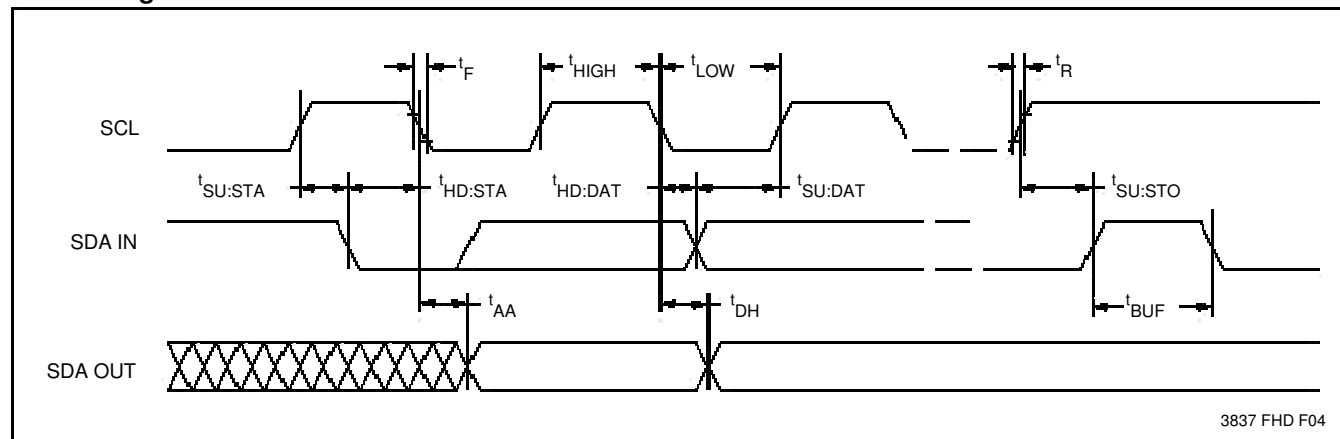 tF tHIGH tLOW tR
SCL
tSU:STA tHD:STA tHD:DAT tSU:DAT tSU:STO
SDA IN
tAA tDH tBUF
SDA OUT
3837 FHD F04